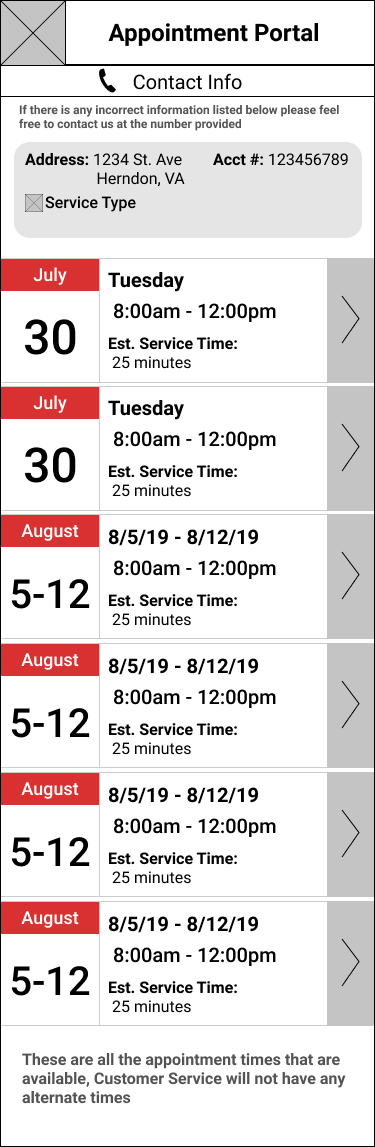 Appointment Portal
Contact Info
If there is any incorrect information listed below please feel
free to contact us at the number provided
Address: 1234 St. Ave Acct #: 123456789
Herndon, VA
Service Type
July
30
Tuesday
8:00am - 12:00pm
Est. Service Time:
25 minutes
July
30
Tuesday
8:00am - 12:00pm
Est. Service Time:
25 minutes
August
5-12
8/5/19 - 8/12/19
8:00am - 12:00pm
Est. Service Time:
25 minutes
August
5-12
8/5/19 - 8/12/19
8:00am - 12:00pm
Est. Service Time:
25 minutes
August
5-12
8/5/19 - 8/12/19
8:00am - 12:00pm
Est. Service Time:
25 minutes
August
5-12
8/5/19 - 8/12/19
8:00am - 12:00pm
Est. Service Time:
25 minutes
These are all the appointment times that are
available, Customer Service will not have any
alternate times